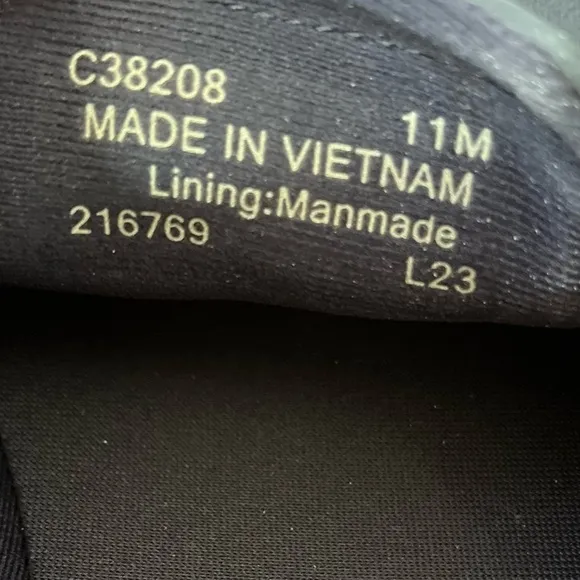 C38208 11M
MADE IN VIETNAM
Lining:Manmade
216769 L23